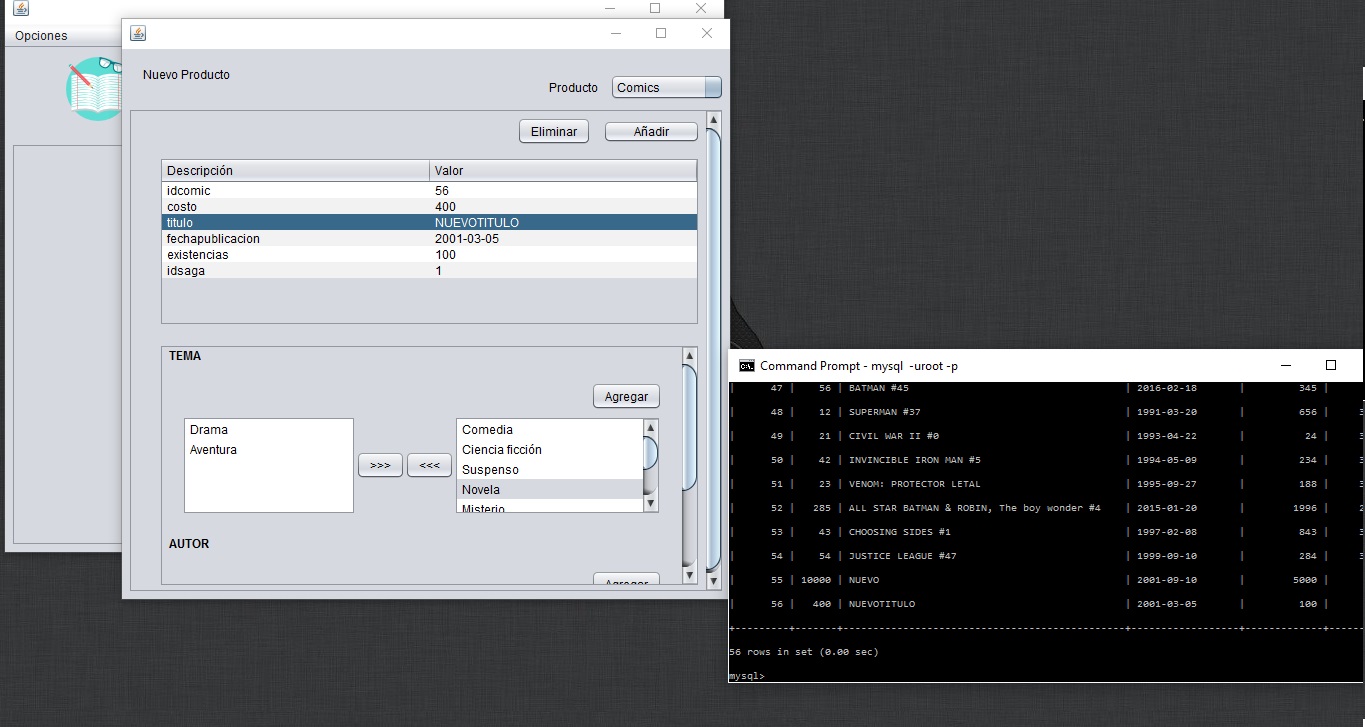 Opciones
Nuevo Producto
Producto Comics
Eliminar Añadir
Descripción Valor
idcomic 56
costo 400
titulo NUEVOTITULO
fechapublicacion 2001-03-05
existencias 100
idsaga 1
TEMA
Agregar
Drama
Aventura
>>> <<<
Comedia
Ciencia ficción
Suspenso
Novela
Misterio
AUTOR
Agregar
Command Prompt - mysql -uroot -p
| 47 | 56 | BATMAN #45 | 2016-02-18 | 345 |
| 48 | 12 | SUPERMAN #37 | 1991-03-20 | 656 | 3
| 49 | 21 | CIVIL WAR II #0 | 1993-04-22 | 24 | 3
| 50 | 42 | INVINCIBLE IRON MAN #5 | 1994-05-09 | 234 | 3
| 51 | 23 | VENOM: PROTECTOR LETAL | 1995-09-27 | 188 | 3
| 52 | 285 | ALL STAR BATMAN & ROBIN, The boy wonder #4 | 2015-01-20 | 1996 | 2
| 53 | 43 | CHOOSING SIDES #1 | 1997-02-08 | 843 | 3
| 54 | 54 | JUSTICE LEAGUE #47 | 1999-09-10 | 284 | 3
| 55 | 10000 | NUEVO | 2001-09-10 | 5000 |
| 56 | 400 | NUEVOTITULO | 2001-03-05 | 100 |
56 rows in set (0.00 sec)
mysql>